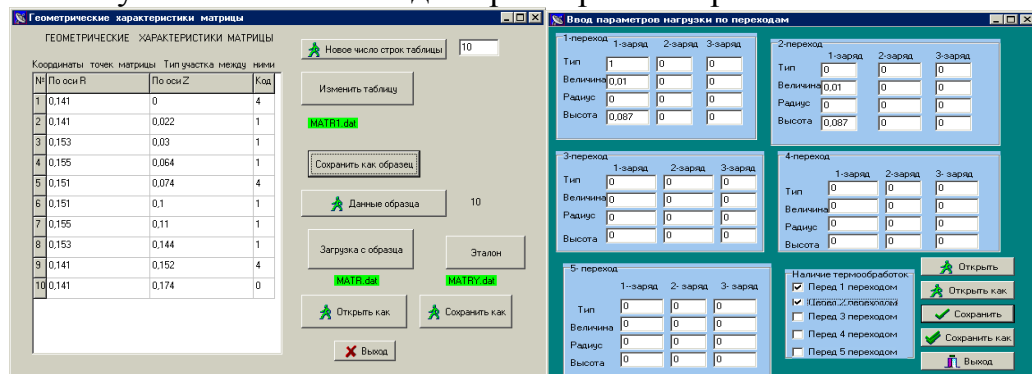 Геометрические характеристики матрицы
ГЕОМЕТРИЧЕСКИЕ ХАРАКТЕРИСТИКИ МАТРИЦЫ
Координаты точек матрицы Тип участка между ними
№ По оси R По оси Z Код
1 0,141 0 4
2 0,141 0,022 1
3 0,153 0,03 1
4 0,155 0,064 1
5 0,151 0,074 4
6 0,151 0,1 1
7 0,155 0,11 1
8 0,153 0,144 1
9 0,141 0,152 4
10 0,141 0,174 0
Новое число строк таблицы 10
Изменить таблицу
MATR1.dat
Сохранить как образец
Данные образца 10
Загрузка с образца Эталон
MATR.dat MATRY.dat
Открыть как Сохранить как
Выход
Ввод параметров нагрузки по переходам
1-переход
1-заряд 2-заряд 3-заряд
Тип 1 0 0
Величина 0,01 0 0
Радиус 0 0 0
Высота 0,087 0 0
2-переход
1-заряд 2-заряд 3-заряд
Тип 0 0 0
Величина 0,01 0 0
Радиус 0 0 0
Высота 0,087 0 0
3-переход
1-заряд 2-заряд 3-заряд
Тип 0 0 0
Величина 0 0 0
Радиус 0 0 0
Высота 0 0 0
4-переход
1-заряд 2-заряд 3- заряд
Тип 0 0 0
Величина 0 0 0
Радиус 0 0 0
Высота 0 0 0
5- переход
1--заряд 2- заряд 3- заряд
Тип 0 0 0
Величина 0 0 0
Радиус 0 0 0
Высота 0 0 0
Наличие термообработок
Перед 1 переходом
Перед 2 переходом
Перед 3 переходом
Перед 4 переходом
Перед 5 переходом
Открыть
Открыть как
Сохранить
Сохранить как
Выход